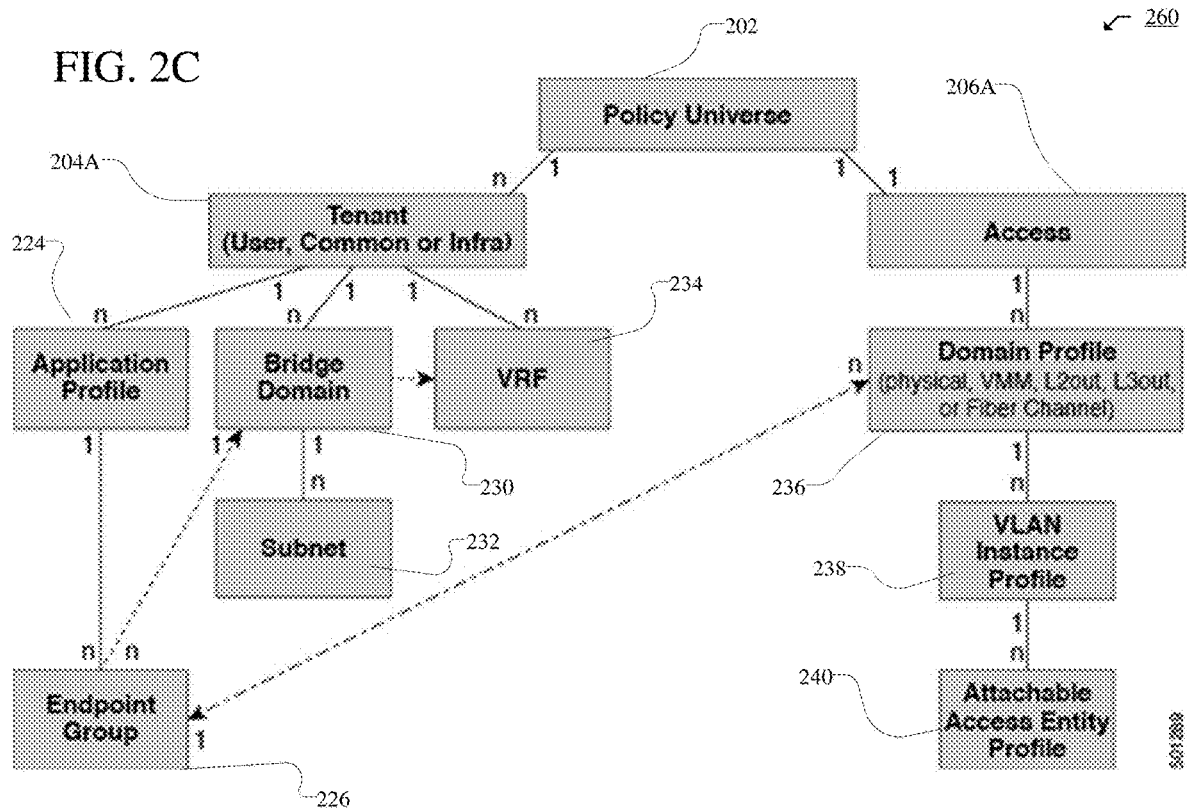 260
FIG. 2C
202
Policy Universe
206A
204A
n
1
1
1
Tenant
(User, Common or Infra)
Access
224
1
1
1
1
234
n
n
n
n
Application
Profile
Bridge
Domain
VRF
n
Domain Profile
(physical, VMM, L2out, L3out,
or Fiber Channel)
1
1
1
1
230
236
n
n
Subnet
232
VLAN
Instance
Profile
238
1
n
n
n
240
Endpoint
Group
1
Attachable
Access Entity
Profile
226
501269